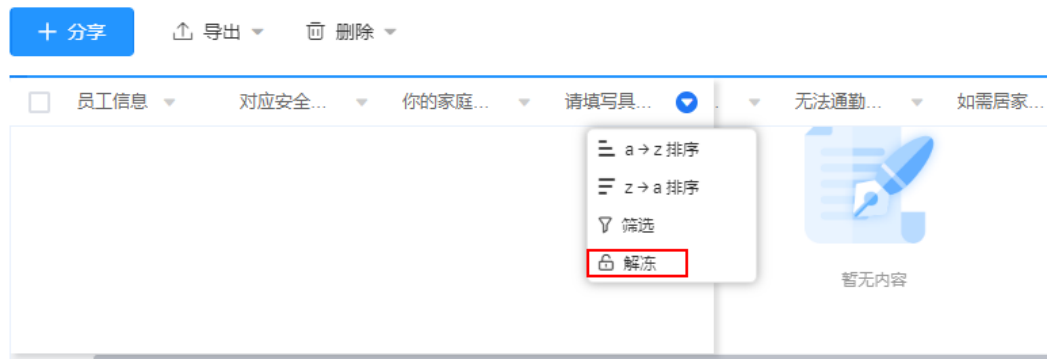 分享 导出 删除
员工信息 对应安全... 你的家庭... 请填写具... . 无法通勤... 如需居家...
a→z 排序
z→a 排序
筛选
解冻
暂无内容